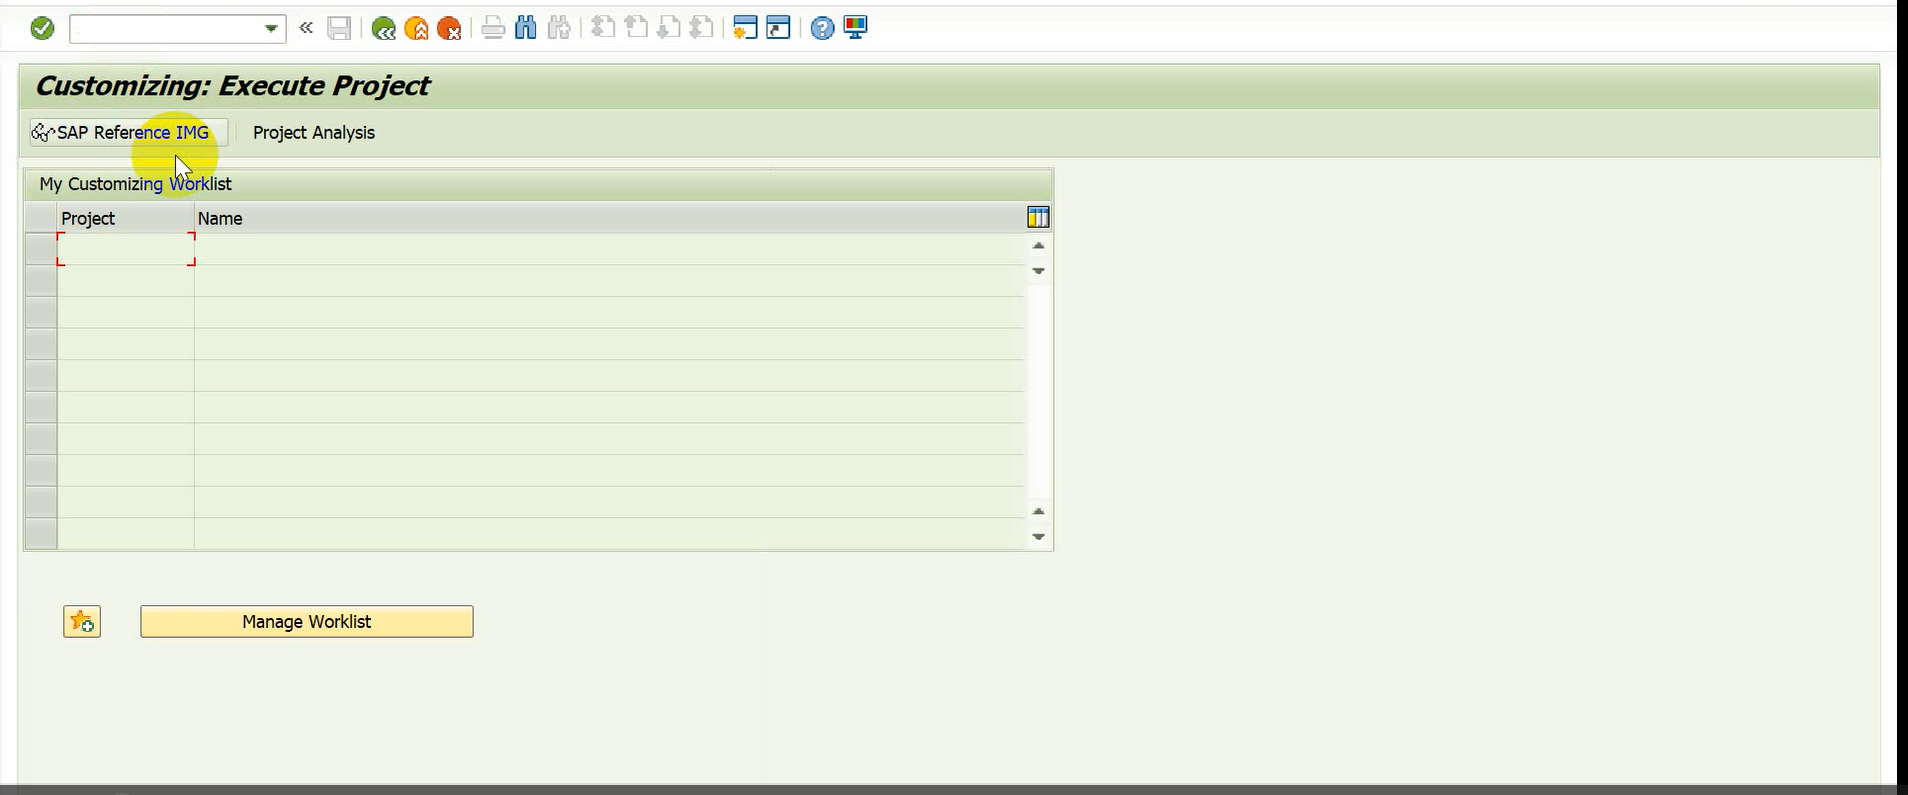 Customizing: Execute Project
SAP Reference IMG Project Analysis
My Customizing Worklist
Project Name
Manage Worklist